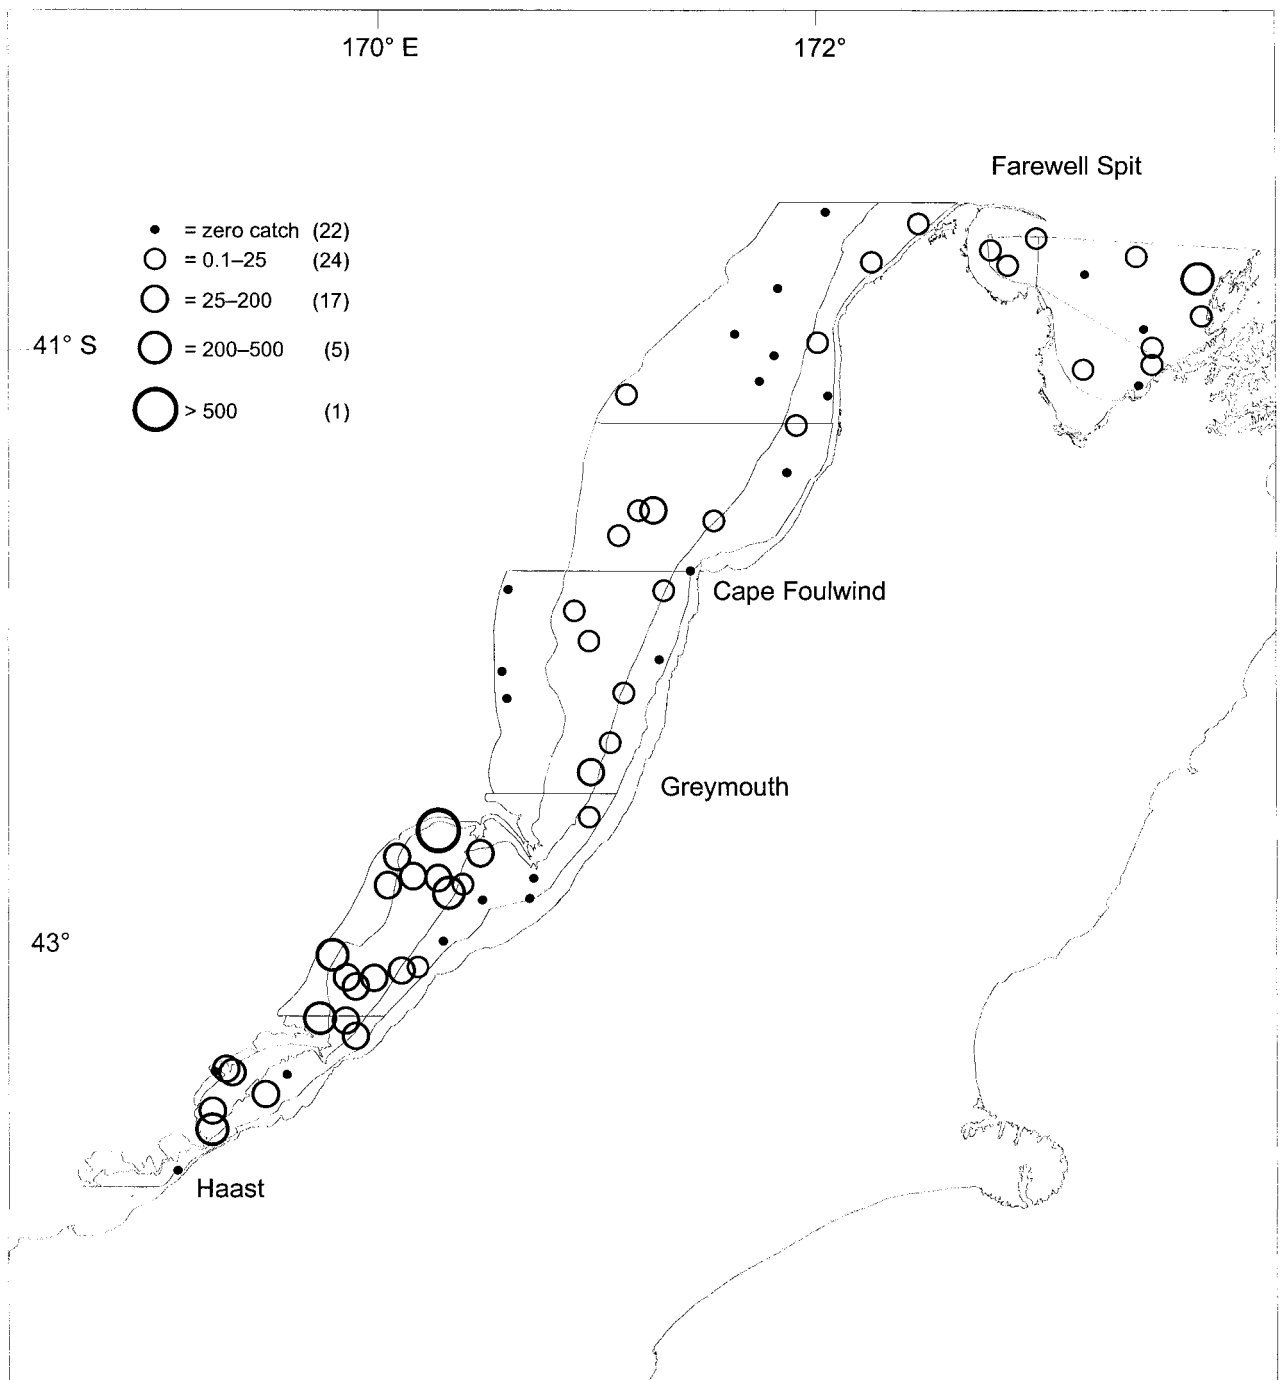 170° E
172°
Farewell Spit
= zero catch (22)
= 0.1–25 (24)
= 25–200 (17)
= 200–500 (5)
> 500 (1)
41° S
Cape Foulwind
Greymouth
43°
Haast